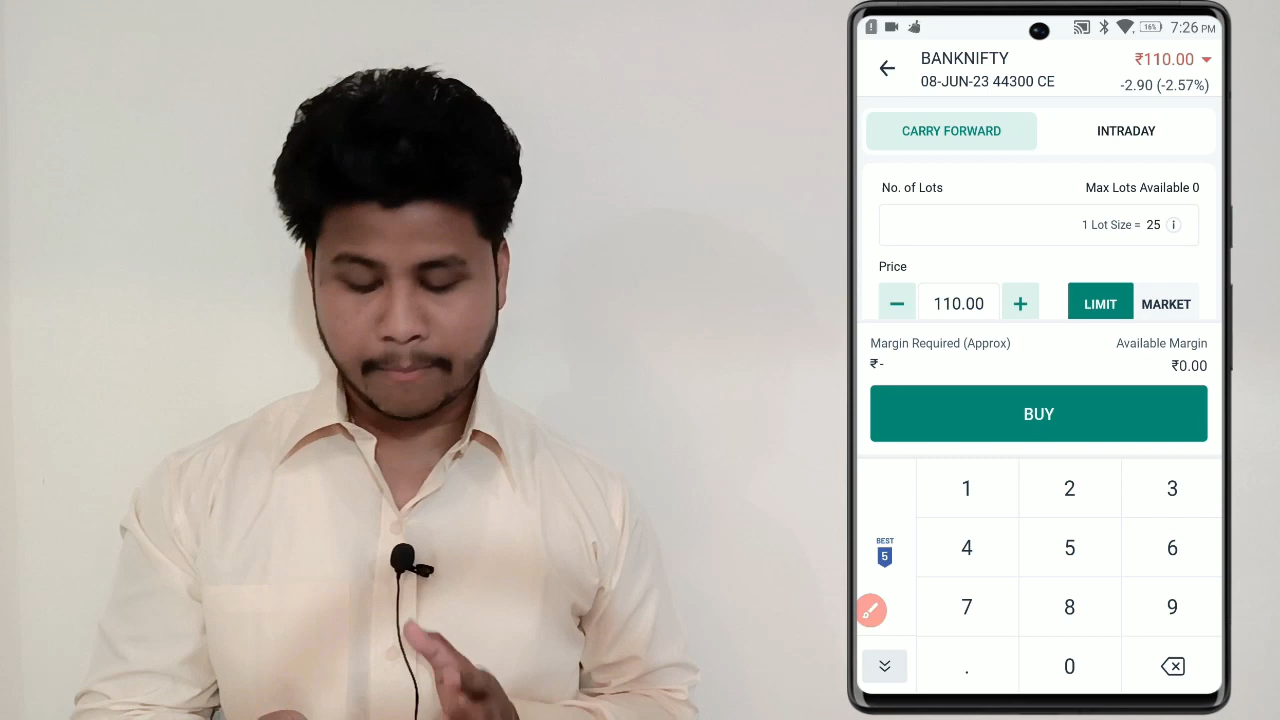 16% 7:26 PM
BANKNIFTY ₹110.00
08-JUN-23 44300 CE -2.90 (-2.57%)
CARRY FORWARD INTRADAY
No. of Lots Max Lots Available 0
1 Lot Size = 25 i
Price
− 110.00 + LIMIT MARKET
Margin Required (Approx) Available Margin
₹- ₹0.00
BUY
1 2 3
BEST
5
4 5 6
7 8 9
. 0